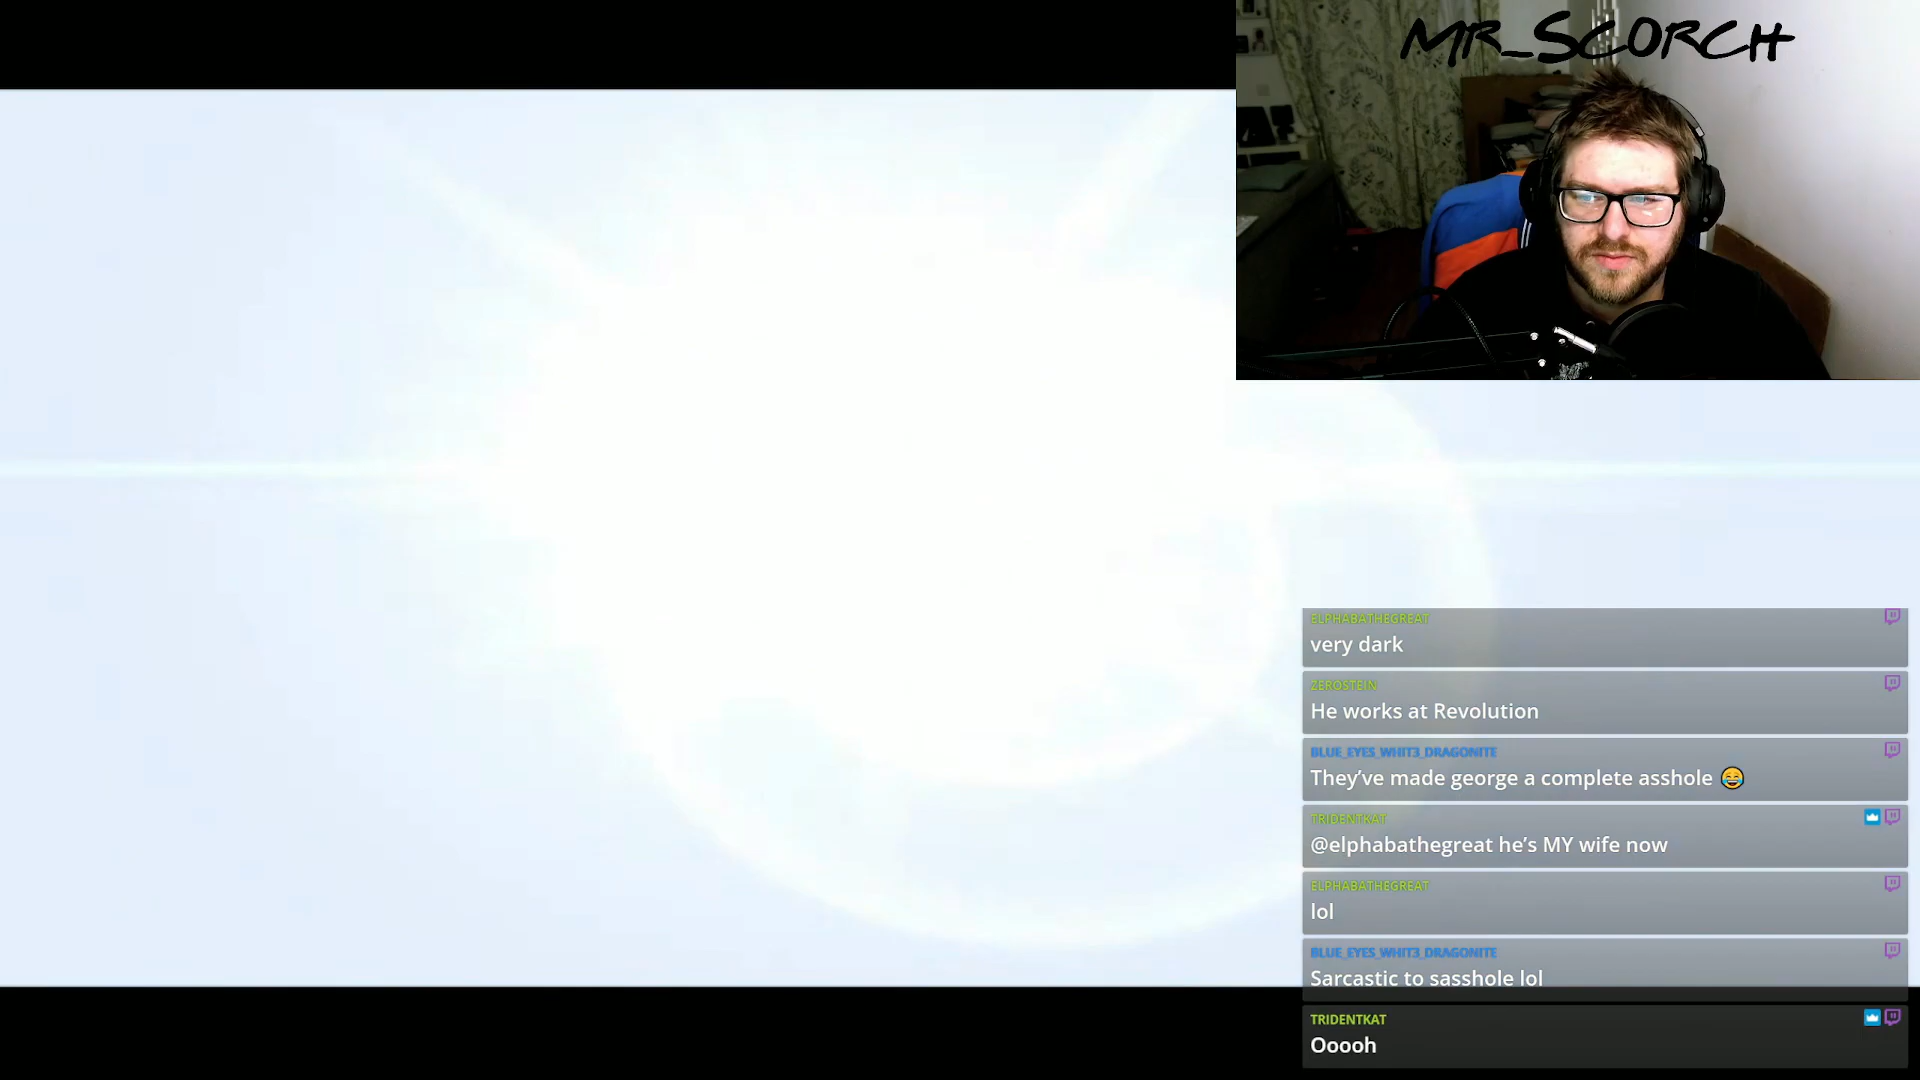 MR_SCORCH
ELPHABATHEGREAT
very dark
ZEROSTEIN
He works at Revolution
BLUE_EYES_WHIT3_DRAGONITE
They’ve made george a complete asshole 😂
TRIDENTKAT
@elphabathegreat he’s MY wife now
ELPHABATHEGREAT
lol
BLUE_EYES_WHIT3_DRAGONITE
Sarcastic to sasshole lol
TRIDENTKAT
Ooooh